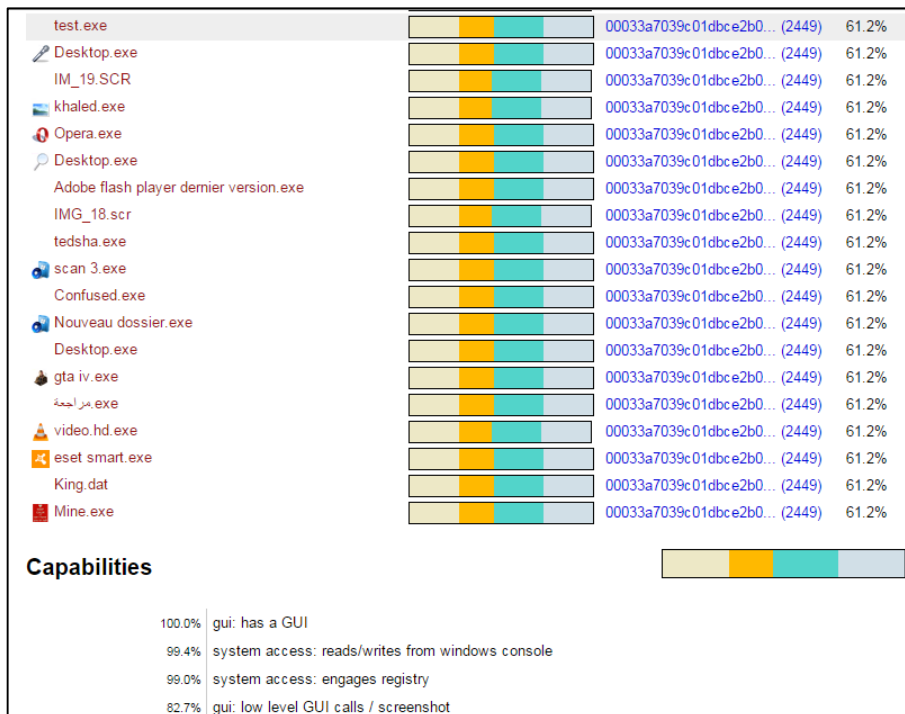 test.exe 00033a7039c01dbce2b0... (2449) 61.2%
Desktop.exe 00033a7039c01dbce2b0... (2449) 61.2%
IM_19.SCR 00033a7039c01dbce2b0... (2449) 61.2%
khaled.exe 00033a7039c01dbce2b0... (2449) 61.2%
Opera.exe 00033a7039c01dbce2b0... (2449) 61.2%
Desktop.exe 00033a7039c01dbce2b0... (2449) 61.2%
Adobe flash player dernier version.exe 00033a7039c01dbce2b0... (2449) 61.2%
IMG_18.scr 00033a7039c01dbce2b0... (2449) 61.2%
tedsha.exe 00033a7039c01dbce2b0... (2449) 61.2%
scan 3.exe 00033a7039c01dbce2b0... (2449) 61.2%
Confused.exe 00033a7039c01dbce2b0... (2449) 61.2%
Nouveau dossier.exe 00033a7039c01dbce2b0... (2449) 61.2%
Desktop.exe 00033a7039c01dbce2b0... (2449) 61.2%
gta iv.exe 00033a7039c01dbce2b0... (2449) 61.2%
مراجعة.exe 00033a7039c01dbce2b0... (2449) 61.2%
video.hd.exe 00033a7039c01dbce2b0... (2449) 61.2%
eset smart.exe 00033a7039c01dbce2b0... (2449) 61.2%
King.dat 00033a7039c01dbce2b0... (2449) 61.2%
Mine.exe 00033a7039c01dbce2b0... (2449) 61.2%
Capabilities
100.0% gui: has a GUI
99.4% system access: reads/writes from windows console
99.0% system access: engages registry
82.7% gui: low level GUI calls / screenshot